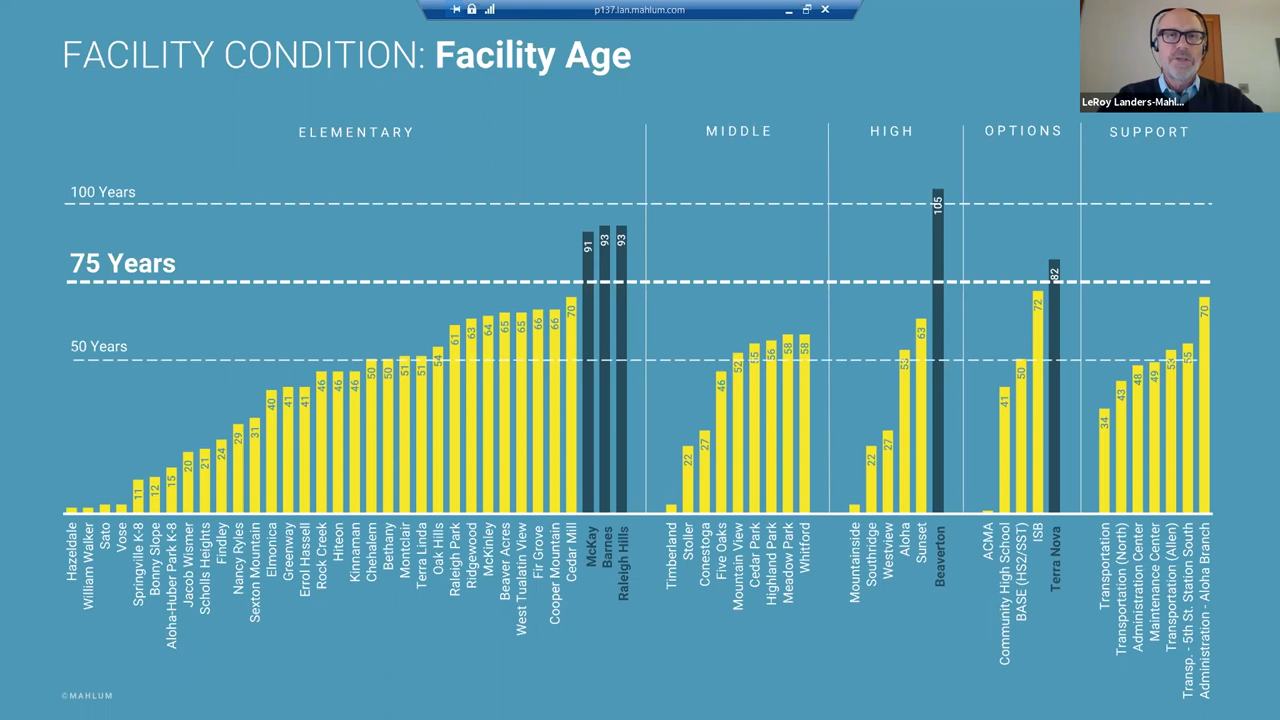 p137.lan.mahlum.com
FACILITY CONDITION: Facility Age
LeRoy Landers-Mahl...
ELEMENTARY
MIDDLE
HIGH
OPTIONS
SUPPORT
100 Years
75 Years
50 Years
11
12
15
20
21
24
29
31
40
41
41
46
46
46
50
50
51
51
54
61
63
64
65
65
66
66
70
91
93
93
22
27
46
52
55
56
58
58
22
27
63
105
41
50
72
82
34
43
48
49
53
55
70
Hazeldale
William Walker
Sato
Vose
Springville K-8
Bonny Slope
Aloha-Huber Park K-8
Jacob Wismer
Scholls Heights
Findley
Nancy Ryles
Sexton Mountain
Elmonica
Greenway
Errol Hassell
Rock Creek
Hiteon
Kinnaman
Chehalem
Bethany
Montclair
Terra Linda
Oak Hills
Raleigh Park
Ridgewood
McKinley
Beaver Acres
West Tualatin View
Fir Grove
Cooper Mountain
Cedar Mill
McKay
Barnes
Raleigh Hills
Timberland
Stoller
Conestoga
Five Oaks
Mountain View
Cedar Park
Highland Park
Meadow Park
Whitford
Mountainside
Southridge
Westview
Aloha
Sunset
Beaverton
ACMA
Community High School
BASE (HS2/SST)
ISB
Terra Nova
Transportation
Transportation (North)
Administration Center
Maintenance Center
Transportation (Allen)
Transp. - 5th St. Station South
Administration - Aloha Branch
©MAHLUM